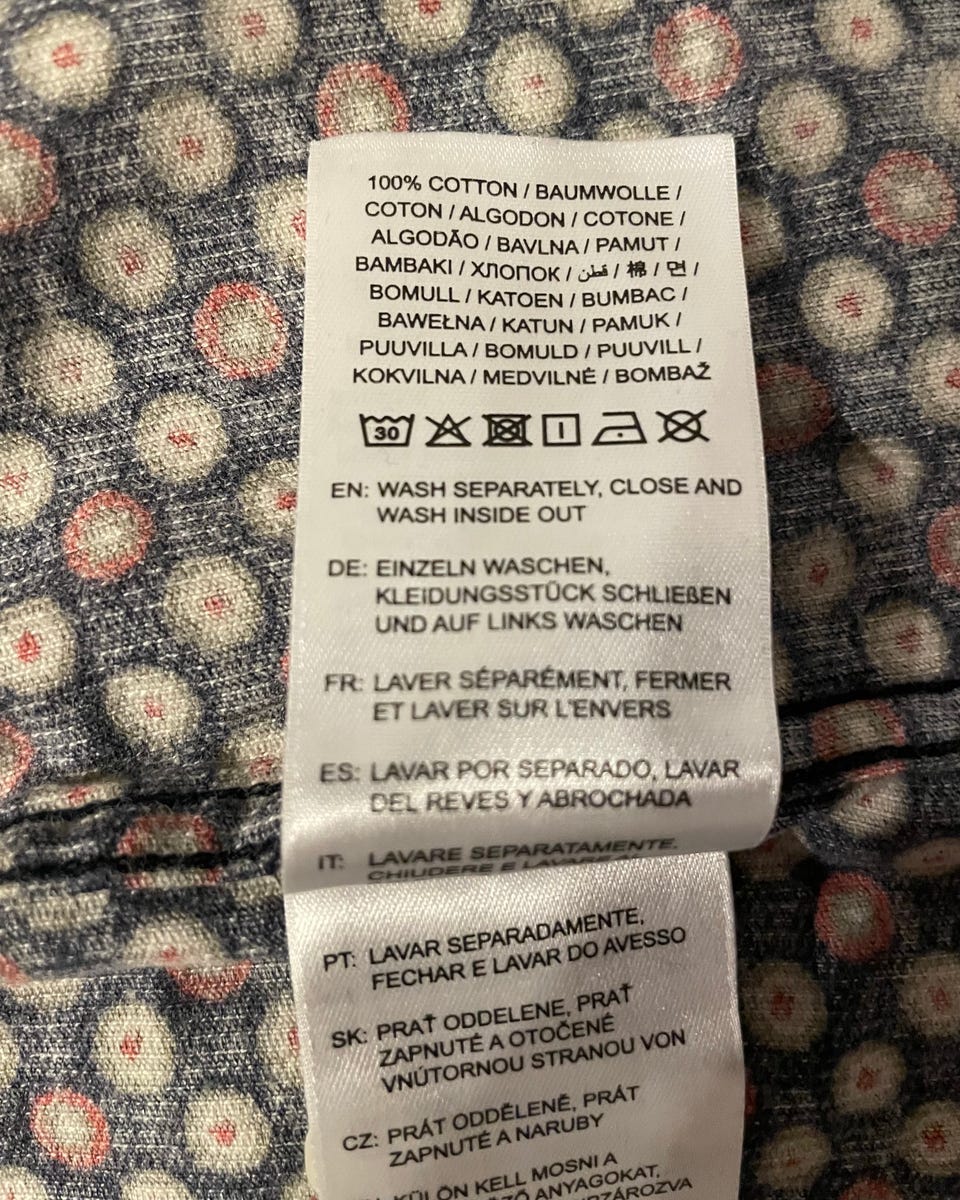 100% COTTON / BAUMWOLLE /
COTON / ALGODON / COTONE /
ALGODÃO / BAVLNA / PAMUT /
BAMBAKI / ХЛОПОК / قطن / 棉 / 면 /
BOMULL / KATOEN / BUMBAC /
BAWEŁNA / KATUN / PAMUK /
PUUVILLA / BOMULD / PUUVILL /
KOKVILNA / MEDVILNĖ / BOMBAŽ
30
EN: WASH SEPARATELY, CLOSE AND
WASH INSIDE OUT
DE: EINZELN WASCHEN,
KLEIDUNGSSTÜCK SCHLIEßEN
UND AUF LINKS WASCHEN
FR: LAVER SÉPARÉMENT, FERMER
ET LAVER SUR L'ENVERS
ES: LAVAR POR SEPARADO, LAVAR
DEL REVES Y ABROCHADA
IT: LAVARE SEPARATAMENTE.
CHIUDERE E LAVARE
PT: LAVAR SEPARADAMENTE,
FECHAR E LAVAR DO AVESSO
SK: PRAŤ ODDELENE, PRAŤ
ZAPNUTÉ A OTOČENÉ
VNÚTORNOU STRANOU VON
CZ: PRÁT ODDĚLENĚ, PRÁT
ZAPNUTÉ A NARUBY
KÜLÖN KELL MOSNI A
ANYAGOKAT.